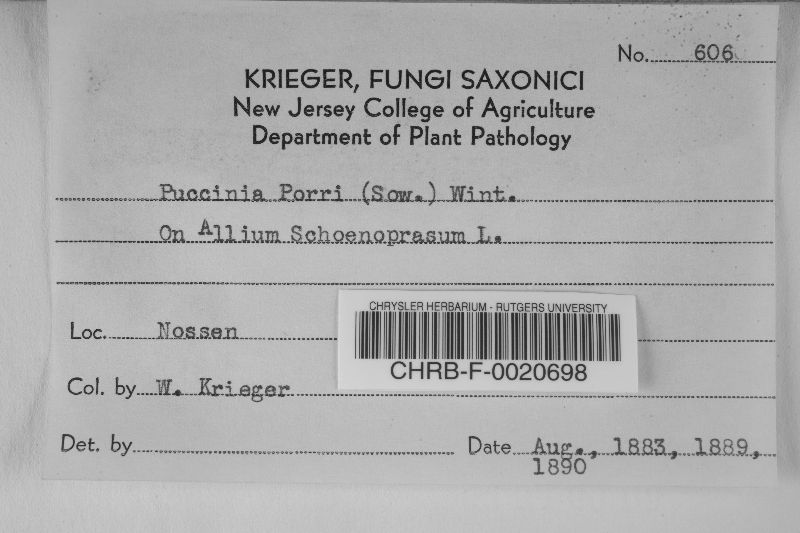 No. 606
KRIEGER, FUNGI SAXONICI
New Jersey College of Agriculture
Department of Plant Pathology
Puccinia Porri (Sow.) Wint.
On Allium Schoenoprasum L.
CHRYSLER HERBARIUM - RUTGERS UNIVERSITY
CHRB-F-0020698
Loc. Nossen
Col. by W. Krieger
Det. by Date Aug., 1883, 1889,
1890